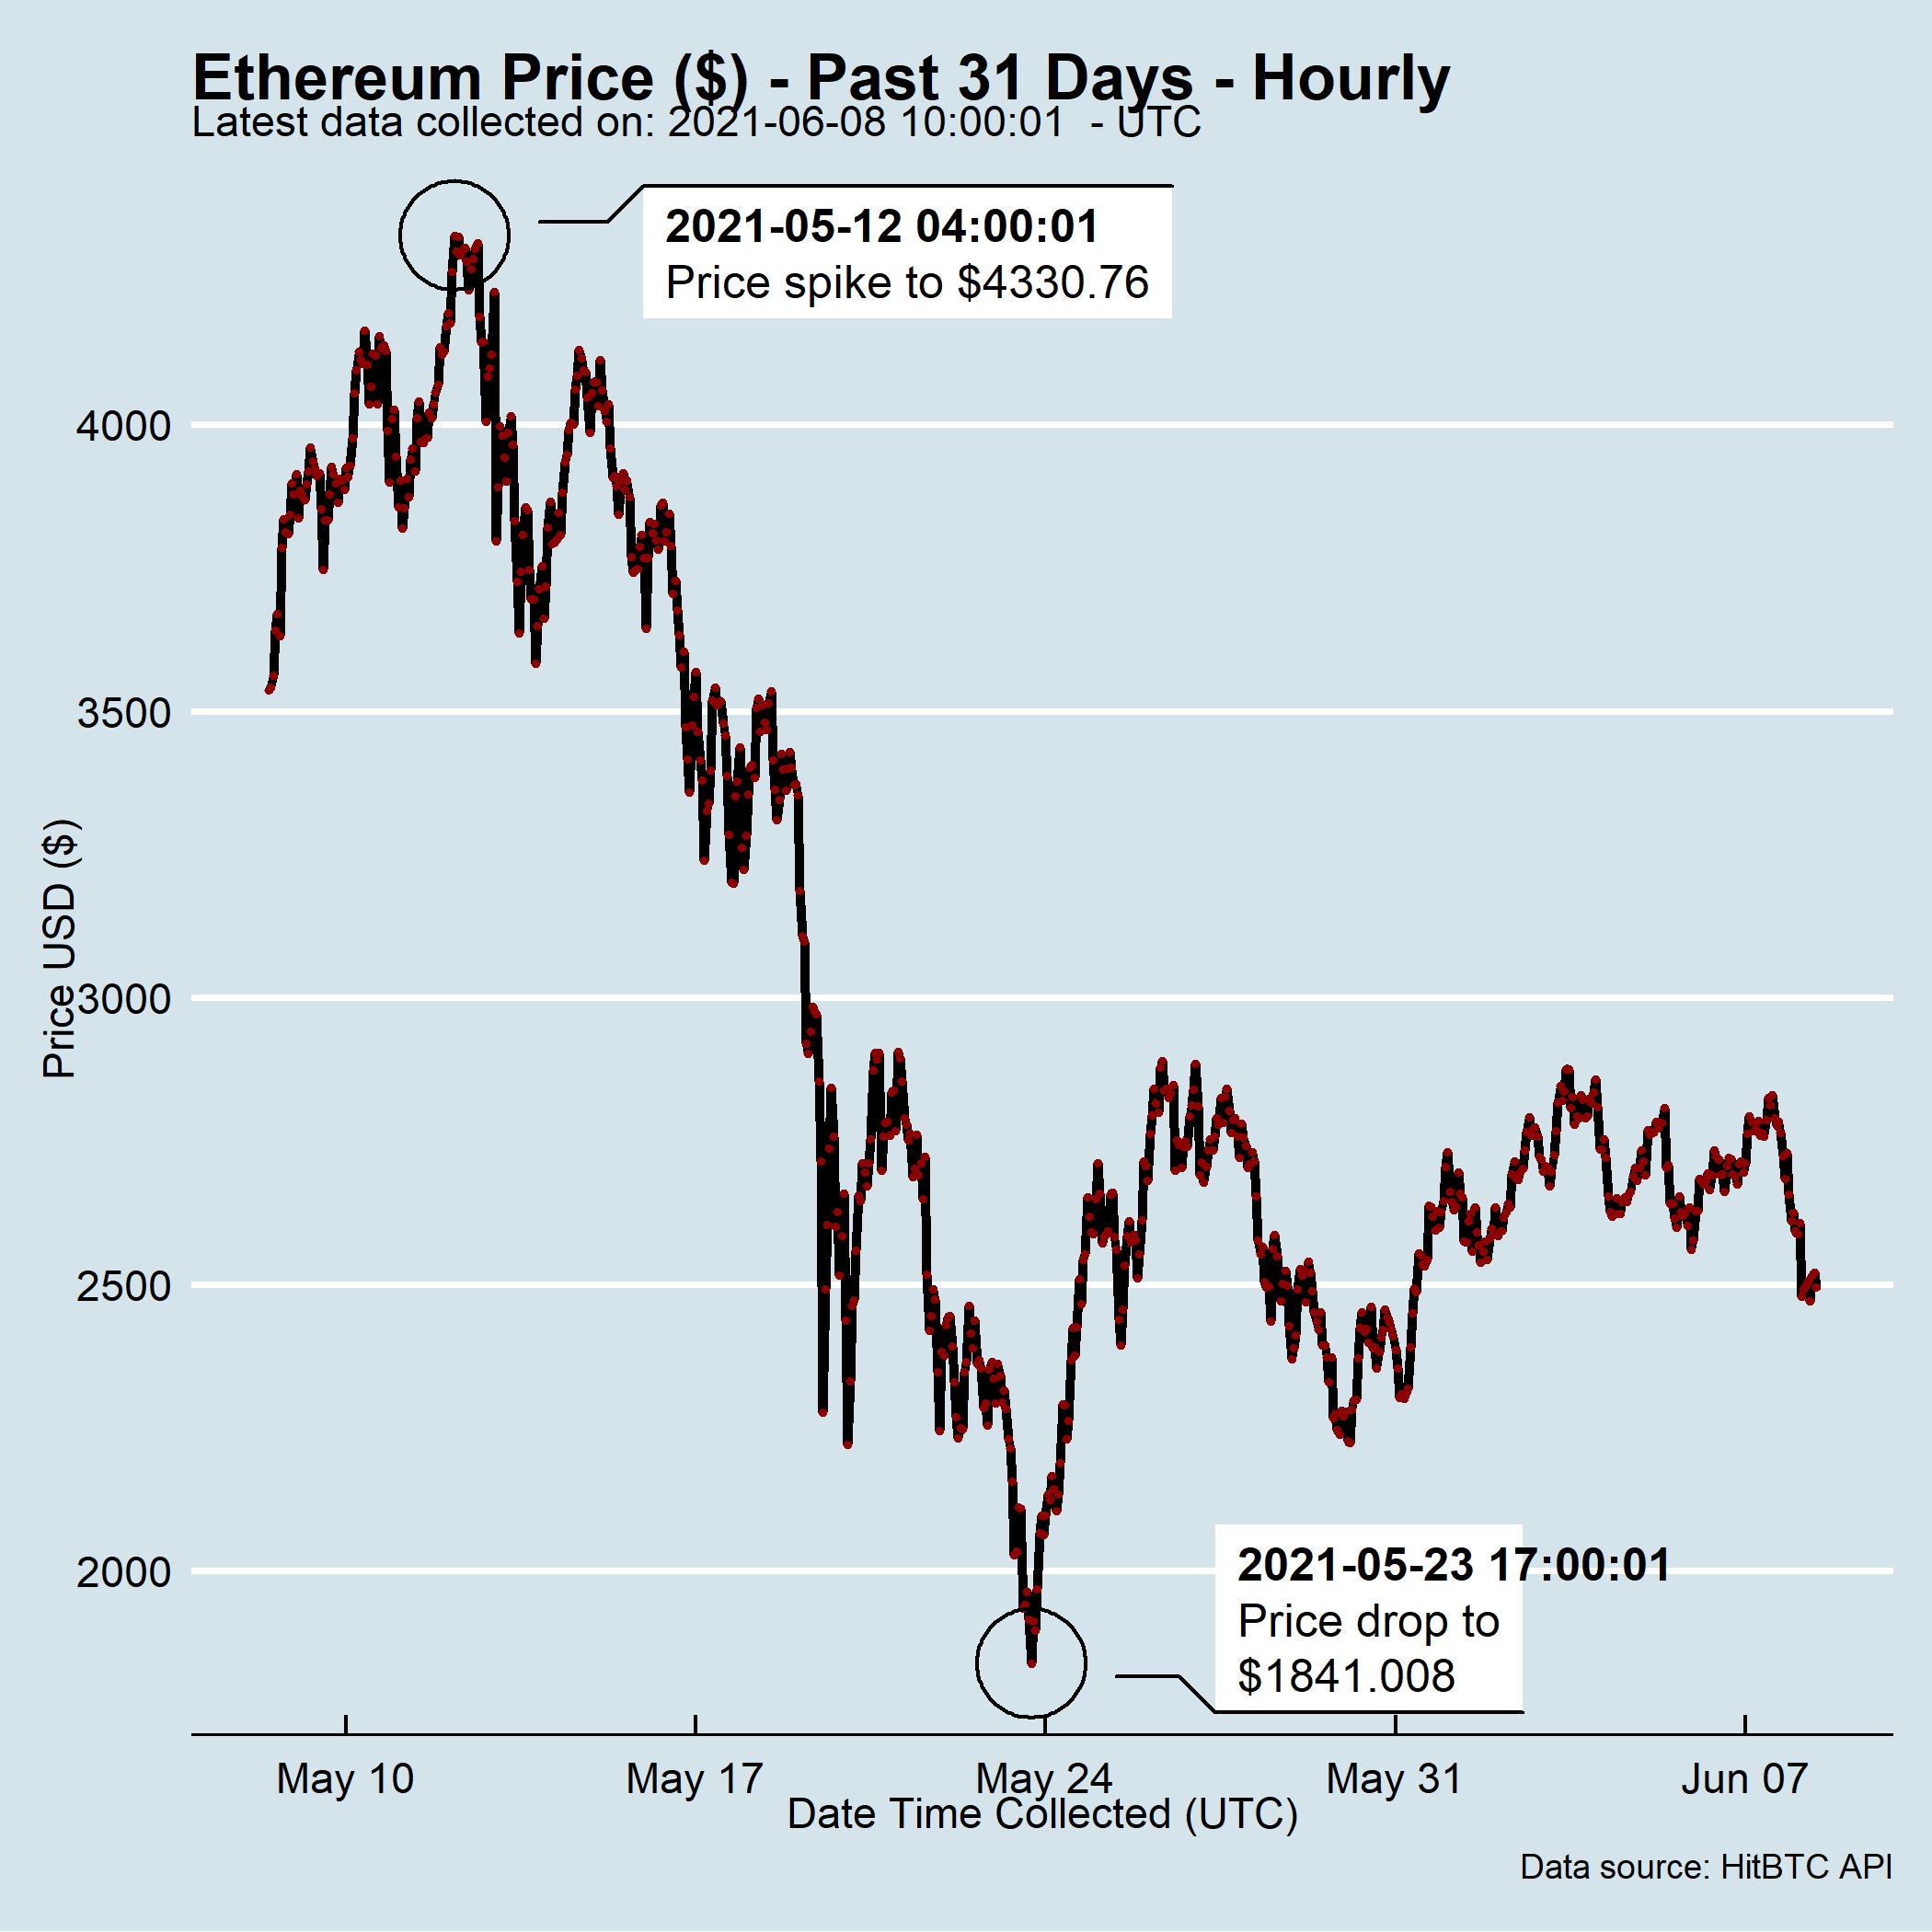 Ethereum Price ($) - Past 31 Days - Hourly
Latest data collected on: 2021-06-08 10:00:01  - UTC
2021-05-12 04:00:01
Price spike to $4330.76
4000
3500
3000
2500
2000
Price USD ($)
2021-05-23 17:00:01
Price drop to
$1841.008
May 10
May 17
May 24
May 31
Jun 07
Date Time Collected (UTC)
Data source: HitBTC API